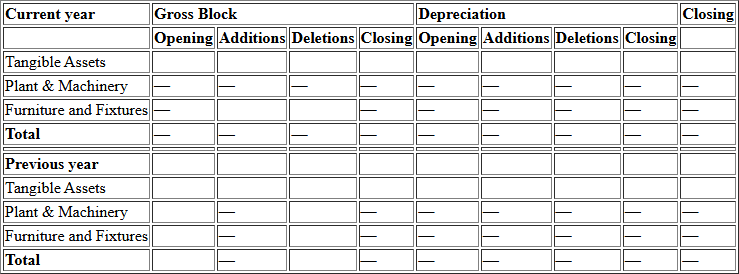 Current year Gross Block Depreciation Closing
Opening Additions Deletions Closing Opening Additions Deletions Closing
Tangible Assets
Plant & Machinery — — — — — — — — —
Furniture and Fixtures — — — — — — —
Total — — — — — — — — —
Previous year
Tangible Assets
Plant & Machinery — — — — — — —
Furniture and Fixtures — — — — — — —
Total — — — — — — —